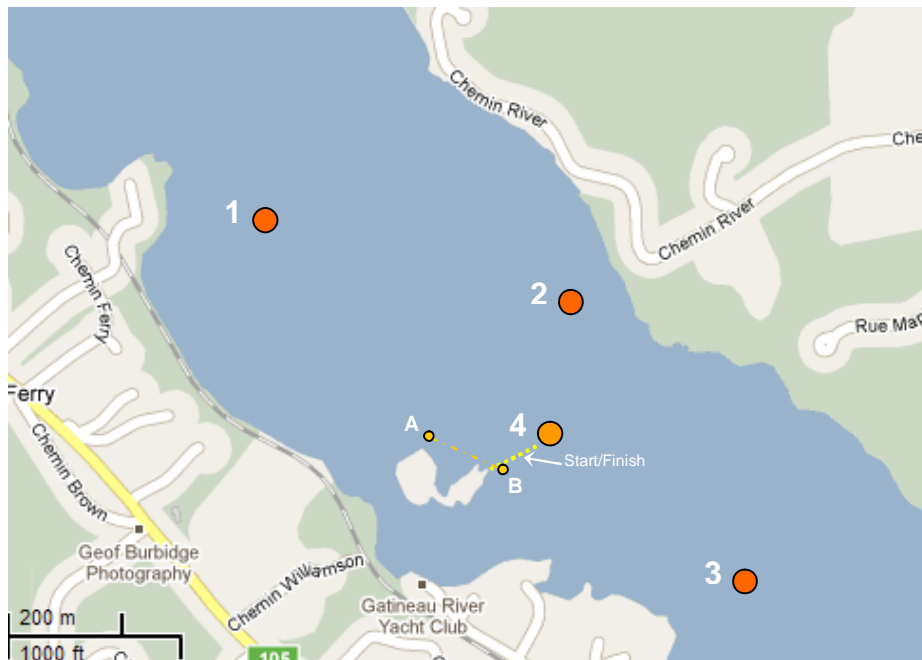 Chemin River
Che
1
Chemin River
2
Chemin Ferry
Rue Mar
Ferry
A
4
Start/Finish
B
Chemin Brown
Geof Burbidge
Photography
Chemin Williamson
3
Gatineau River
Yacht Club
200 m
1000 ft
105